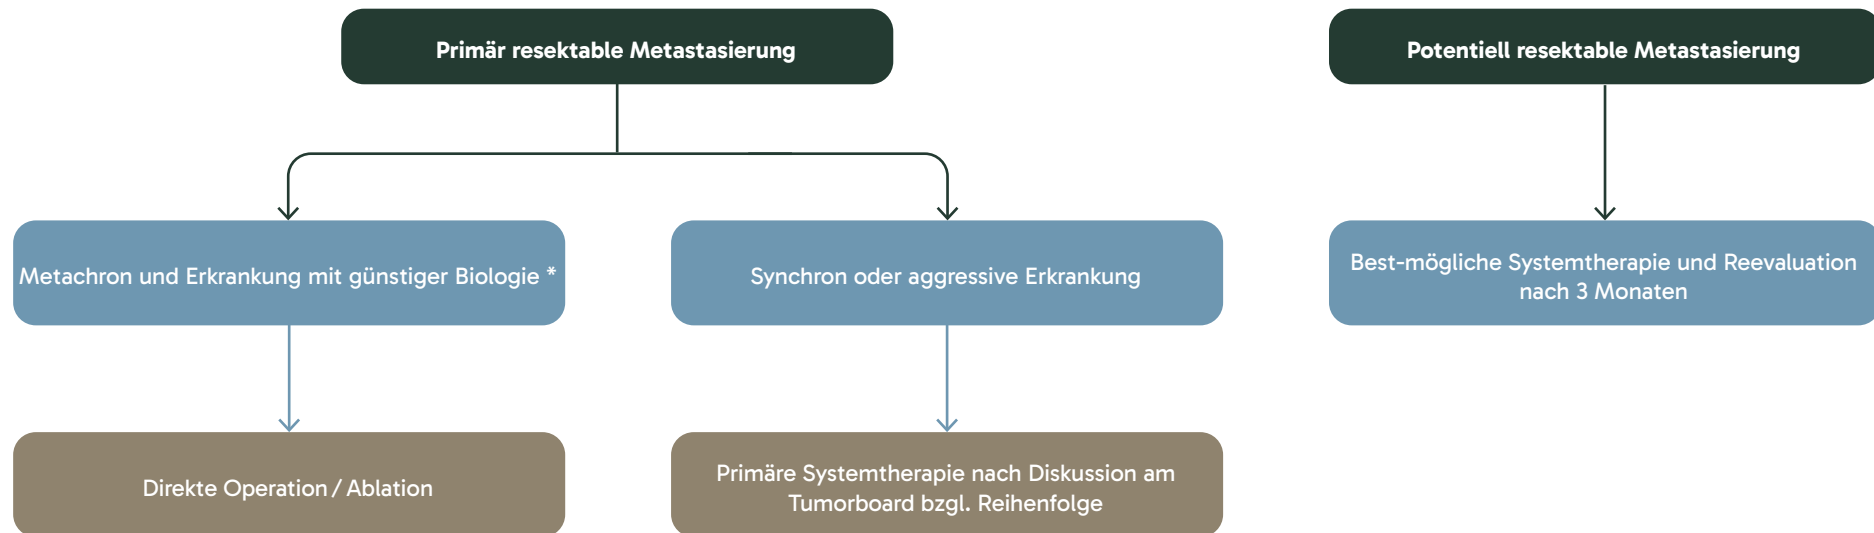 Primär resektable Metastasierung
Potentiell resektable Metastasierung
Metachron und Erkrankung mit günstiger Biologie *
Synchron oder aggressive Erkrankung
Best-mögliche Systemtherapie und Reevaluation
nach 3 Monaten
Direkte Operation / Ablation
Primäre Systemtherapie nach Diskussion am
Tumorboard bzgl. Reihenfolge